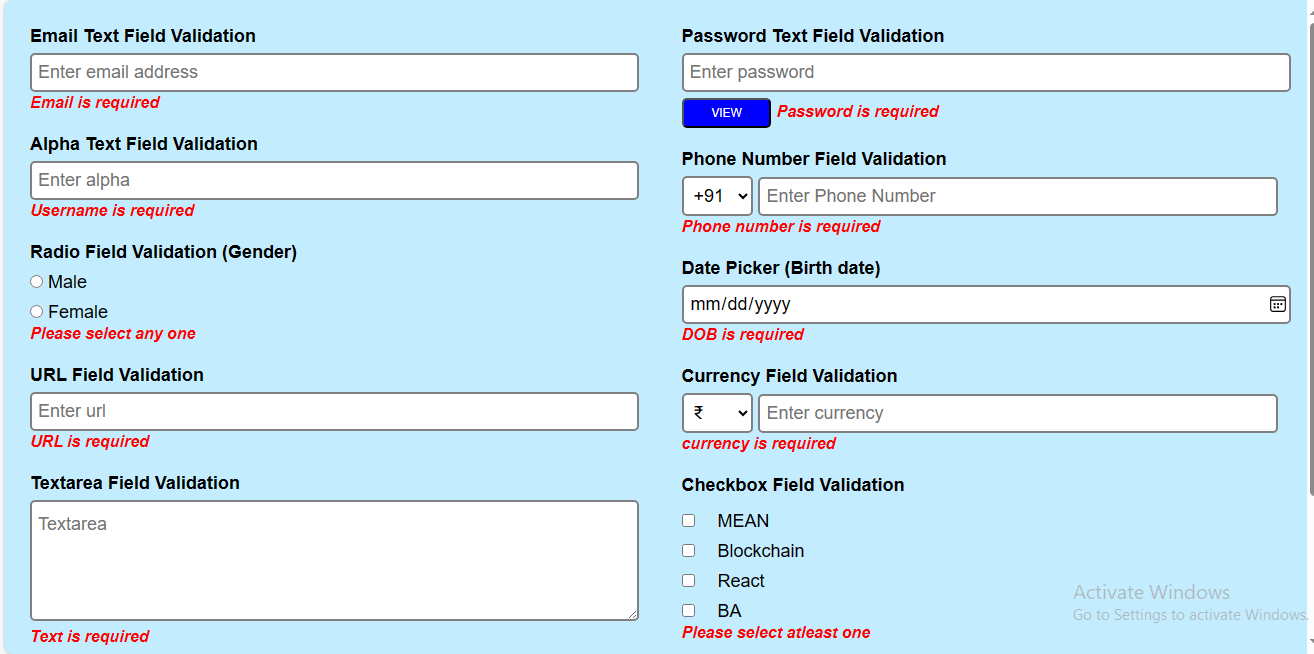 Email Text Field Validation
Enter email address
Email is required
Alpha Text Field Validation
Enter alpha
Username is required
Radio Field Validation (Gender)
Male
Female
Please select any one
URL Field Validation
Enter url
URL is required
Textarea Field Validation
Textarea
Text is required
Password Text Field Validation
Enter password
VIEW Password is required
Phone Number Field Validation
+91 Enter Phone Number
Phone number is required
Date Picker (Birth date)
mm/dd/yyyy
DOB is required
Currency Field Validation
₹ Enter currency
currency is required
Checkbox Field Validation
MEAN
Blockchain
React
BA
Please select atleast one
Activate Windows
Go to Settings to activate Windows.